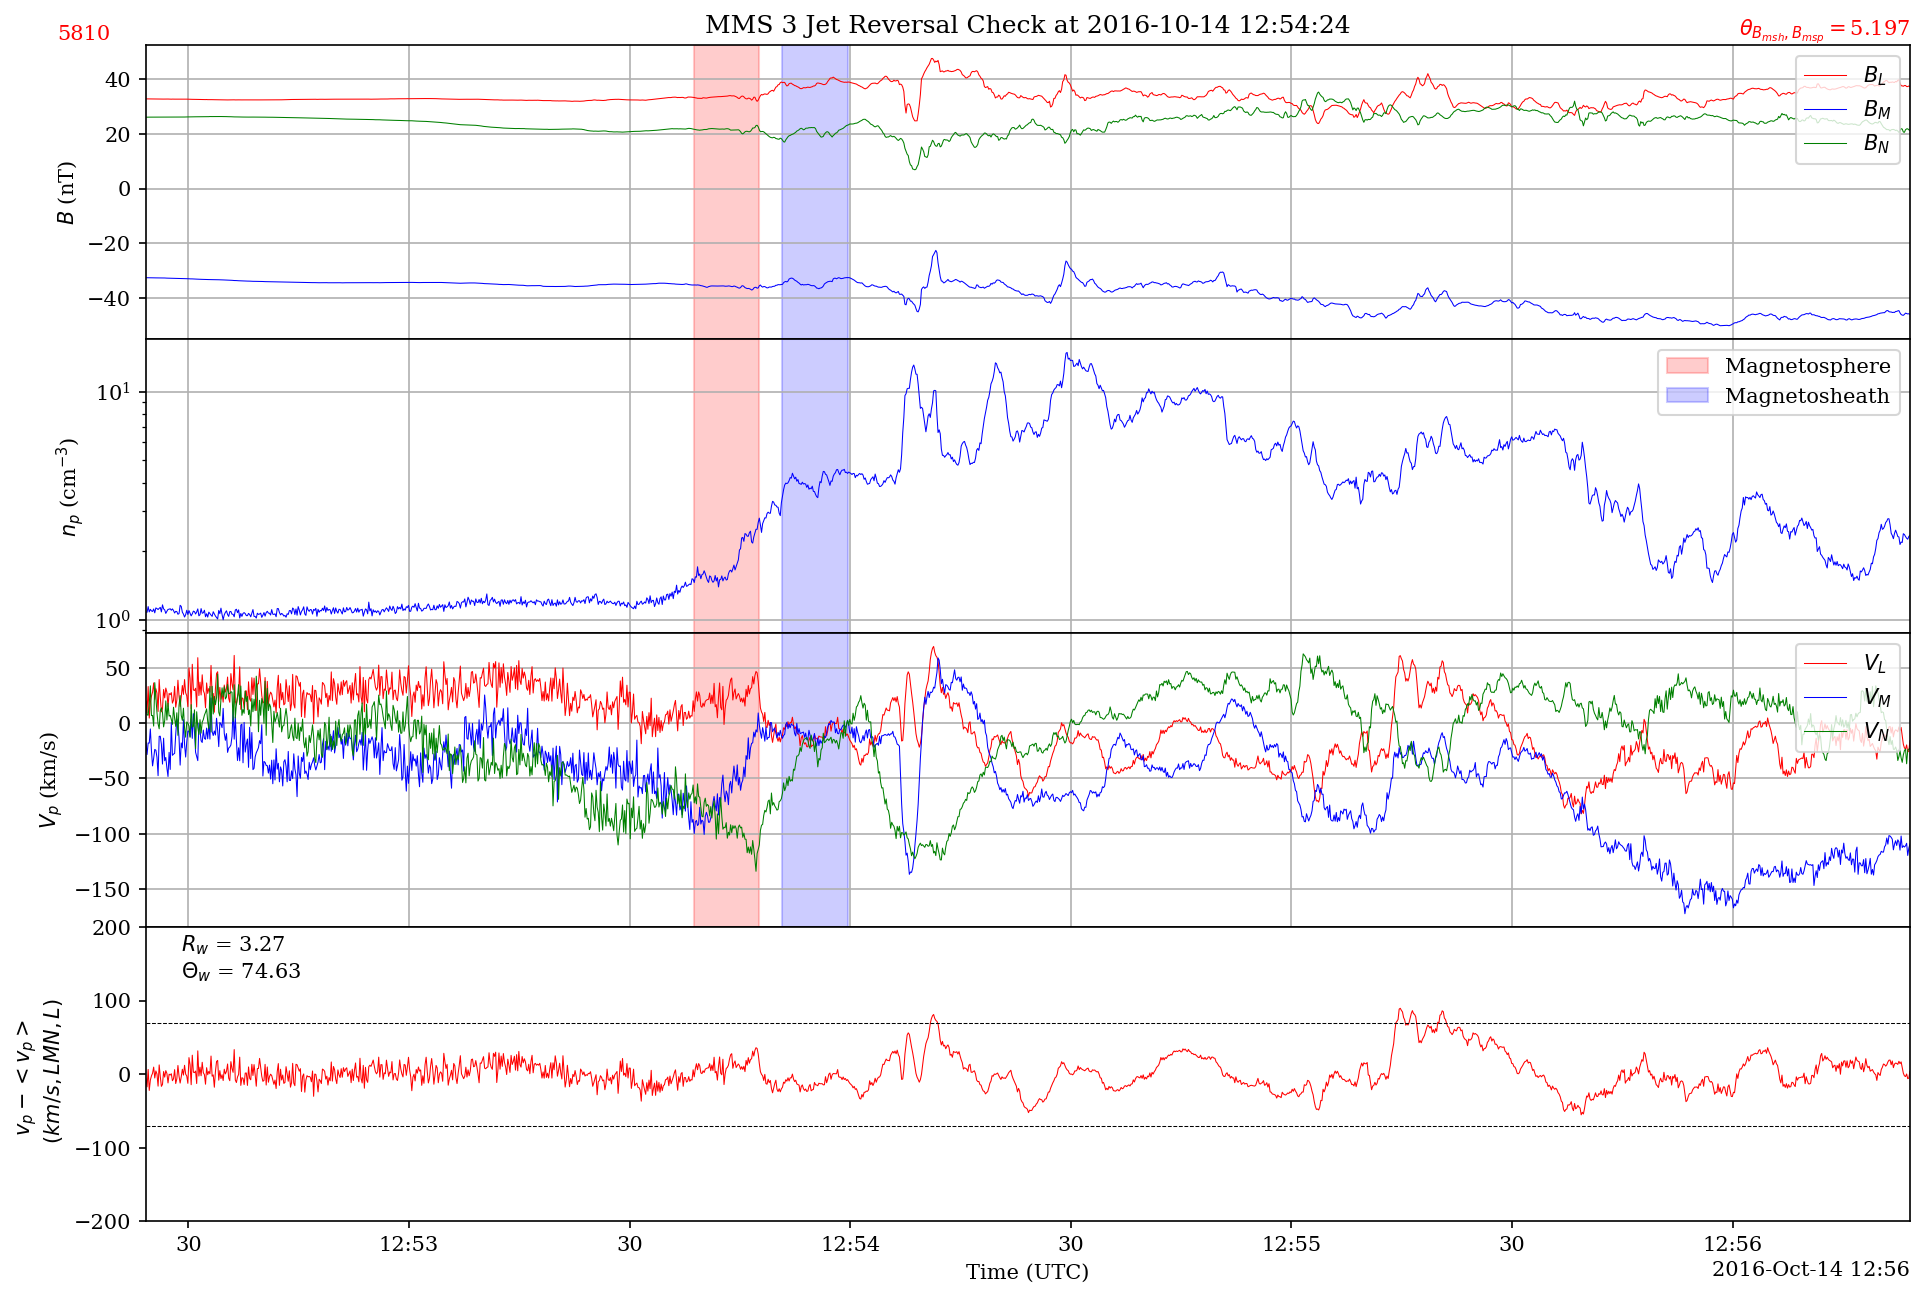 MMS 3 Jet Reversal Check at 2016-10-14 12:54:24
5810
θ_{B_{msh}, B_{msp}} = 5.197
40
20
0
−20
−40
B (nT)
B_L
B_M
B_N
10^1
10^0
n_p (cm^{−3})
Magnetosphere
Magnetosheath
50
0
−50
−100
−150
V_p (km/s)
V_L
V_M
V_N
200
100
0
−100
−200
v_p − < v_p >
(km/s, LMN, L)
R_w = 3.27
Θ_w = 74.63
30 12:53 30 12:54 30 12:55 30 12:56
Time (UTC)
2016-Oct-14 12:56